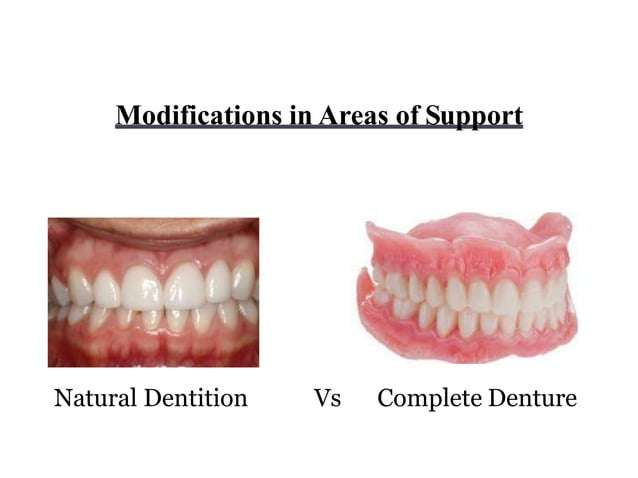 Modifications in Areas of Support
Natural Dentition Vs Complete Denture